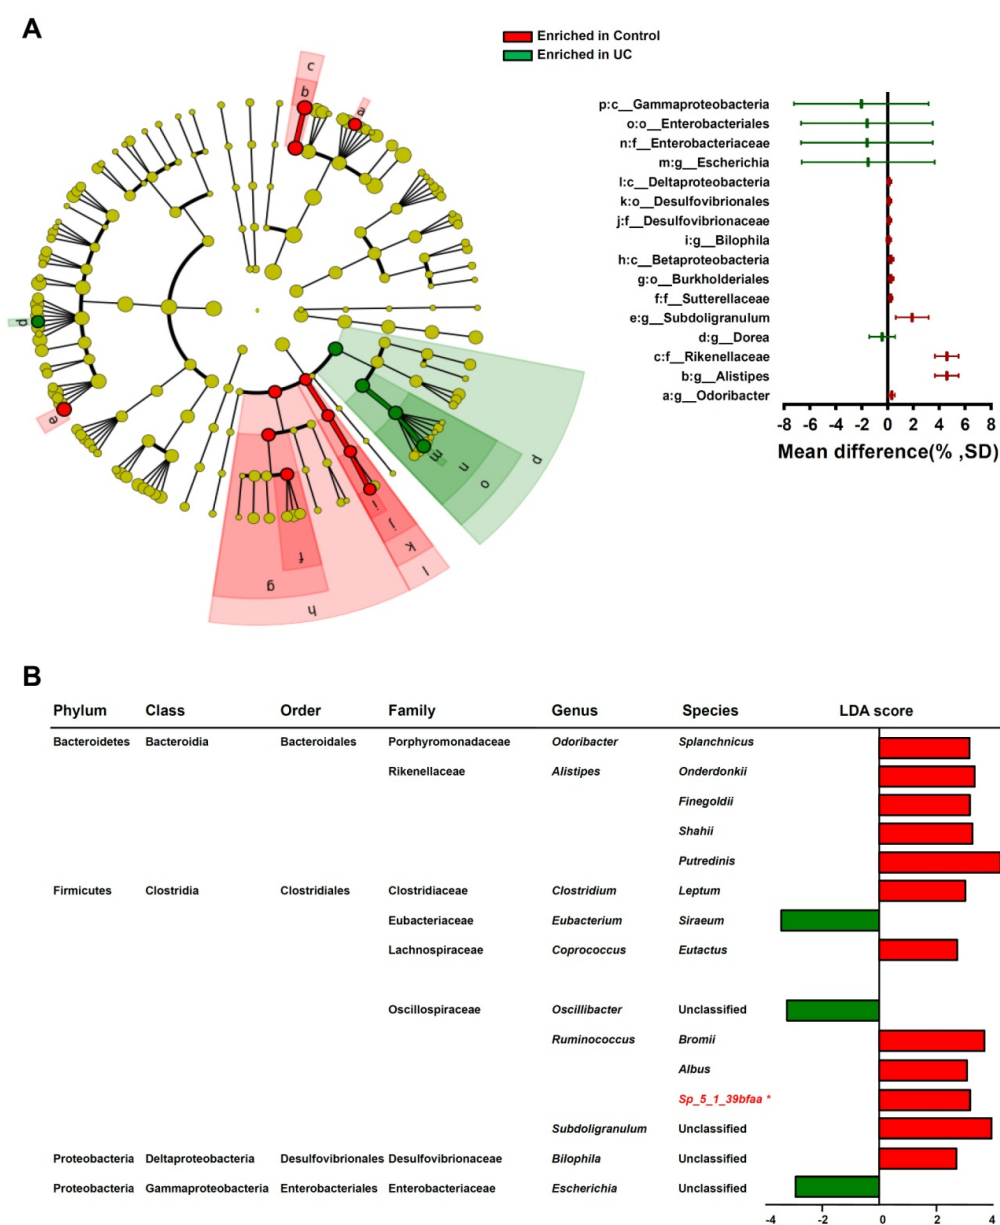 A
Enriched in Control
Enriched in UC
c
b
a
d
e
m
n
o
p
i
j
k
l
f
g
h
p:c__Gammaproteobacteria
o:o__Enterobacteriales
n:f__Enterobacteriaceae
m:g__Escherichia
l:c__Deltaproteobacteria
k:o__Desulfovibrionales
j:f__Desulfovibrionaceae
i:g__Bilophila
h:c__Betaproteobacteria
g:o__Burkholderiales
f:f__Sutterellaceae
e:g__Subdoligranulum
d:g__Dorea
c:f__Rikenellaceae
b:g__Alistipes
a:g__Odoribacter
-8 -6 -4 -2 0 2 4 6 8
Mean difference(% ,SD)
B
Phylum Class Order Family Genus Species LDA score
Bacteroidetes Bacteroidia Bacteroidales Porphyromonadaceae Odoribacter Splanchnicus
Rikenellaceae Alistipes Onderdonkii
Finegoldii
Shahii
Putredinis
Firmicutes Clostridia Clostridiales Clostridiaceae Clostridium Leptum
Eubacteriaceae Eubacterium Siraeum
Lachnospiraceae Coprococcus Eutactus
Oscillospiraceae Oscillibacter Unclassified
Ruminococcus Bromii
Albus
Sp_5_1_39bfaa *
Subdoligranulum Unclassified
Proteobacteria Deltaproteobacteria Desulfovibrionales Desulfovibrionaceae Bilophila Unclassified
Proteobacteria Gammaproteobacteria Enterobacteriales Enterobacteriaceae Escherichia Unclassified
-4 -2 0 2 4